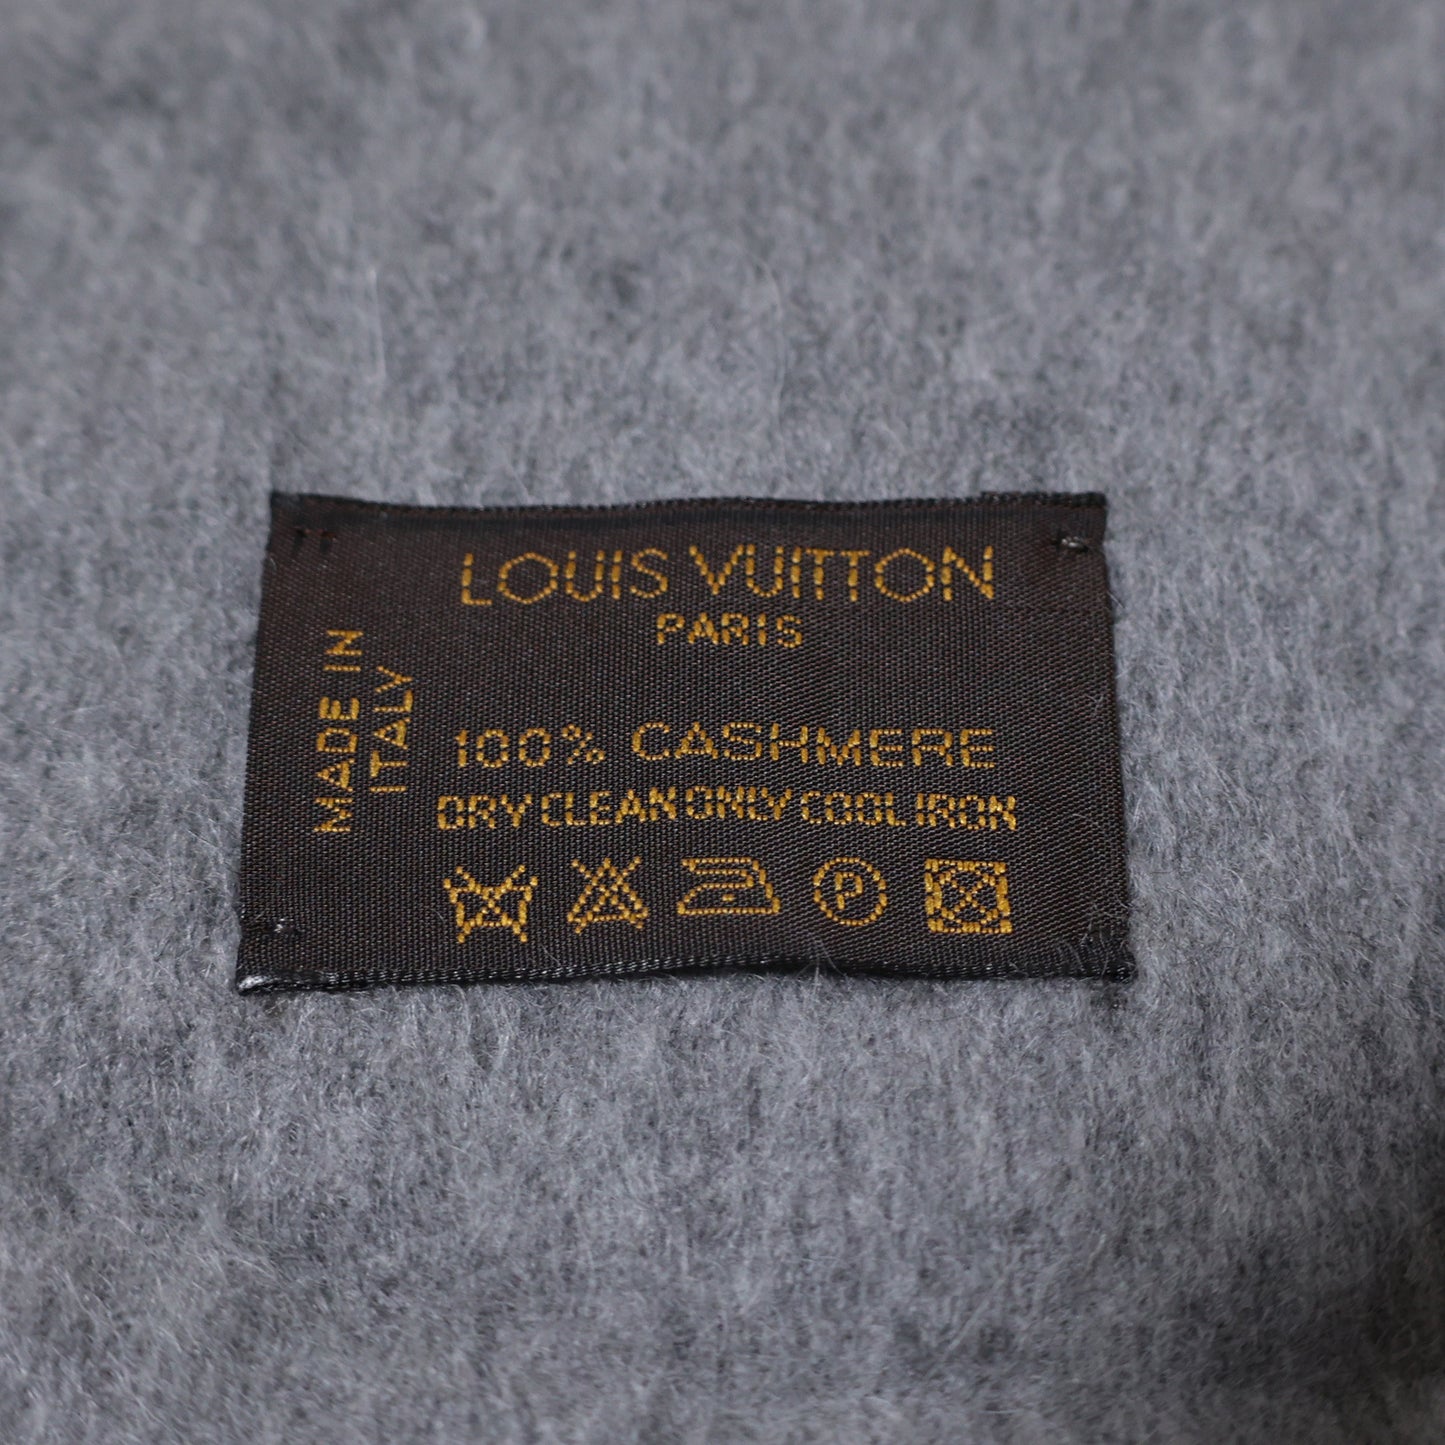 LOUIS VUITTON
PARIS
MADE IN
ITALY
100% CASHMERE
DRY CLEAN ONLY COOL IRON
P